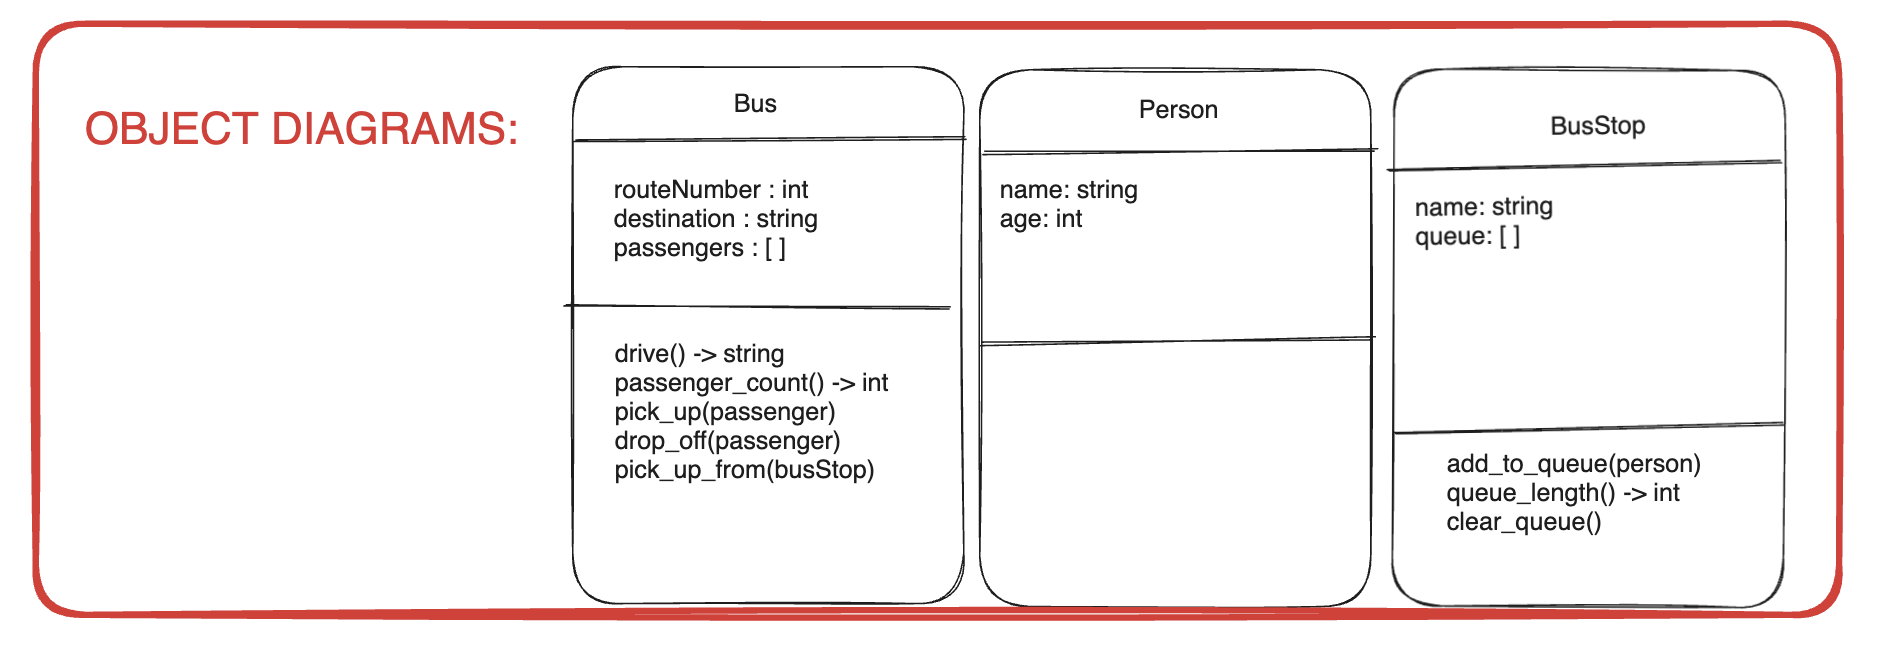 OBJECT DIAGRAMS:
Bus
routeNumber : int
destination : string
passengers : [ ]
drive() -> string
passenger_count() -> int
pick_up(passenger)
drop_off(passenger)
pick_up_from(busStop)
Person
name: string
age: int
BusStop
name: string
queue: [ ]
add_to_queue(person)
queue_length() -> int
clear_queue()